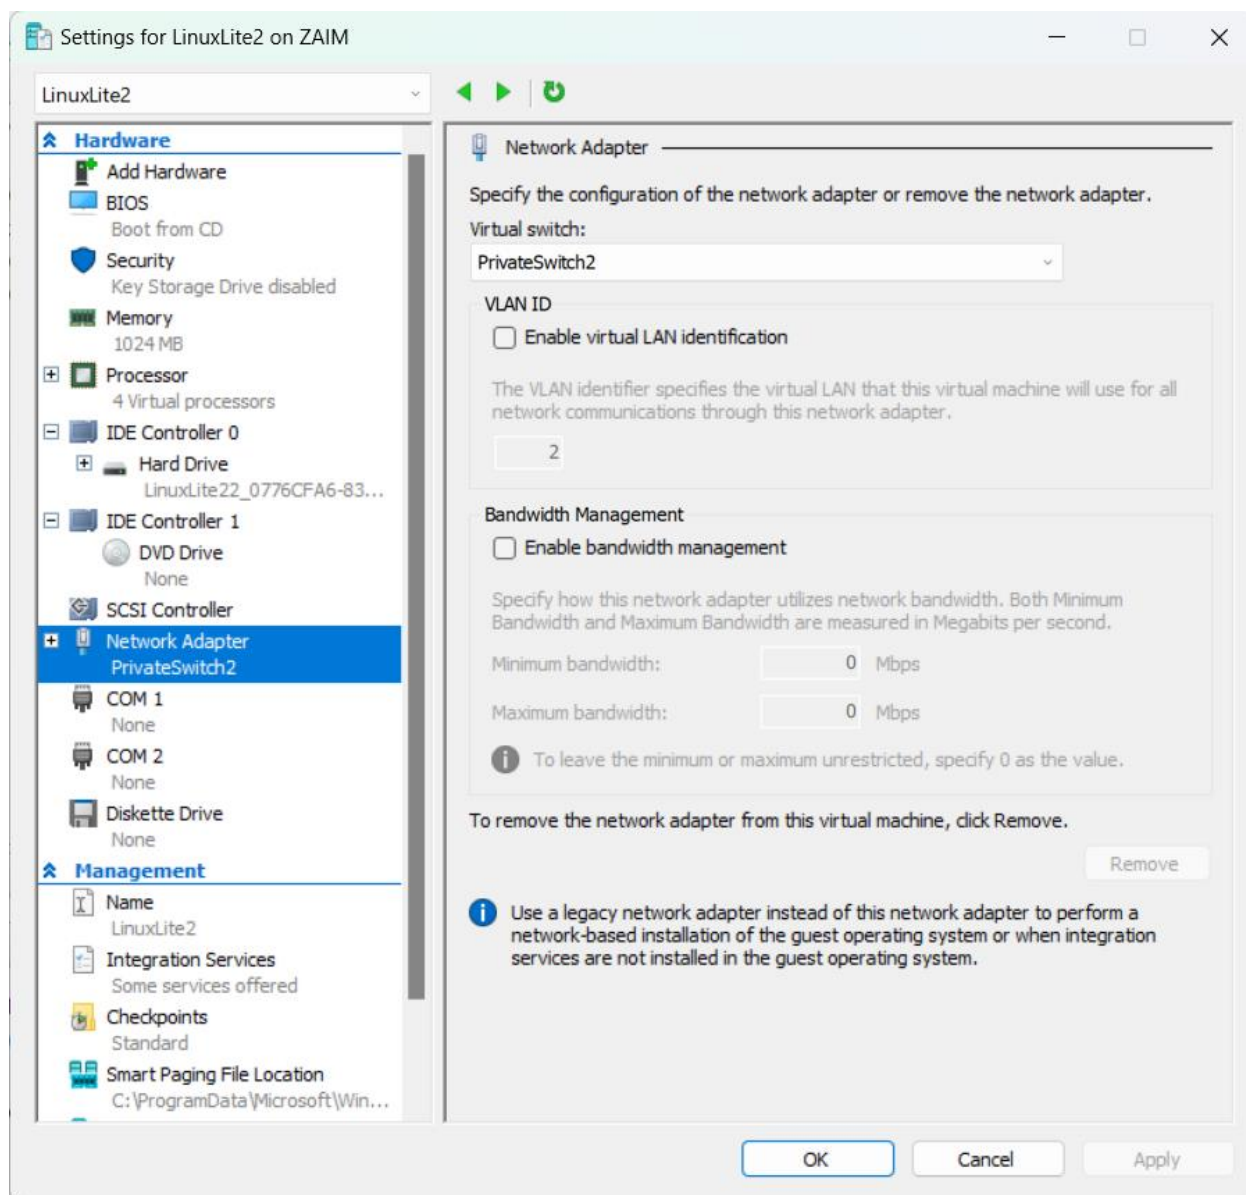 Settings for LinuxLite2 on ZAIM
LinuxLite2
Hardware
Add Hardware
BIOS
Boot from CD
Security
Key Storage Drive disabled
Memory
1024 MB
Processor
4 Virtual processors
IDE Controller 0
Hard Drive
LinuxLite22_0776CFA6-83...
IDE Controller 1
DVD Drive
None
SCSI Controller
Network Adapter
PrivateSwitch2
COM 1
None
COM 2
None
Diskette Drive
None
Management
Name
LinuxLite2
Integration Services
Some services offered
Checkpoints
Standard
Smart Paging File Location
C:\ProgramData\Microsoft\Win...
Network Adapter
Specify the configuration of the network adapter or remove the network adapter.
Virtual switch:
PrivateSwitch2
VLAN ID
Enable virtual LAN identification
The VLAN identifier specifies the virtual LAN that this virtual machine will use for all
network communications through this network adapter.
2
Bandwidth Management
Enable bandwidth management
Specify how this network adapter utilizes network bandwidth. Both Minimum
Bandwidth and Maximum Bandwidth are measured in Megabits per second.
Minimum bandwidth: 0 Mbps
Maximum bandwidth: 0 Mbps
To leave the minimum or maximum unrestricted, specify 0 as the value.
To remove the network adapter from this virtual machine, click Remove.
Remove
Use a legacy network adapter instead of this network adapter to perform a
network-based installation of the guest operating system or when integration
services are not installed in the guest operating system.
OK Cancel Apply